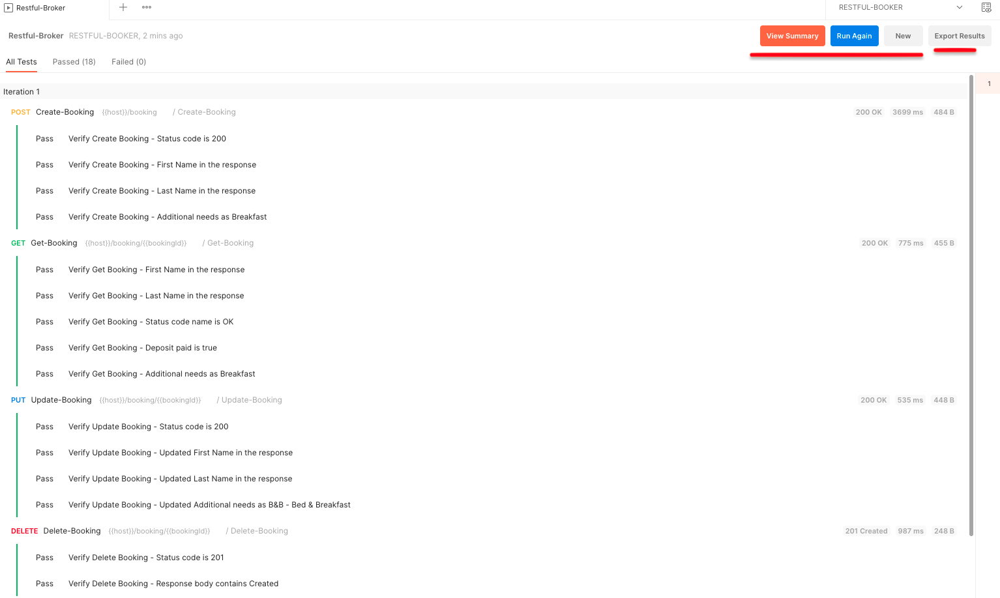 Restful-Broker
RESTFUL-BOOKER
Restful-Broker RESTFUL-BOOKER, 2 mins ago View Summary Run Again New Export Results
All Tests Passed (18) Failed (0)
Iteration 1 1
POST Create-Booking {{host}}/booking / Create-Booking 200 OK 3699 ms 484 B
Pass Verify Create Booking - Status code is 200
Pass Verify Create Booking - First Name in the response
Pass Verify Create Booking - Last Name in the response
Pass Verify Create Booking - Additional needs as Breakfast
GET Get-Booking {{host}}/booking/{{bookingId}} / Get-Booking 200 OK 775 ms 455 B
Pass Verify Get Booking - First Name in the response
Pass Verify Get Booking - Last Name in the response
Pass Verify Get Booking - Status code name is OK
Pass Verify Get Booking - Deposit paid is true
Pass Verify Get Booking - Additional needs as Breakfast
PUT Update-Booking {{host}}/booking/{{bookingId}} / Update-Booking 200 OK 535 ms 448 B
Pass Verify Update Booking - Status code is 200
Pass Verify Update Booking - Updated First Name in the response
Pass Verify Update Booking - Updated Last Name in the response
Pass Verify Update Booking - Updated Additional needs as B&B - Bed & Breakfast
DELETE Delete-Booking {{host}}/booking/{{bookingId}} / Delete-Booking 201 Created 987 ms 248 B
Pass Verify Delete Booking - Status code is 201
Pass Verify Delete Booking - Response body contains Created